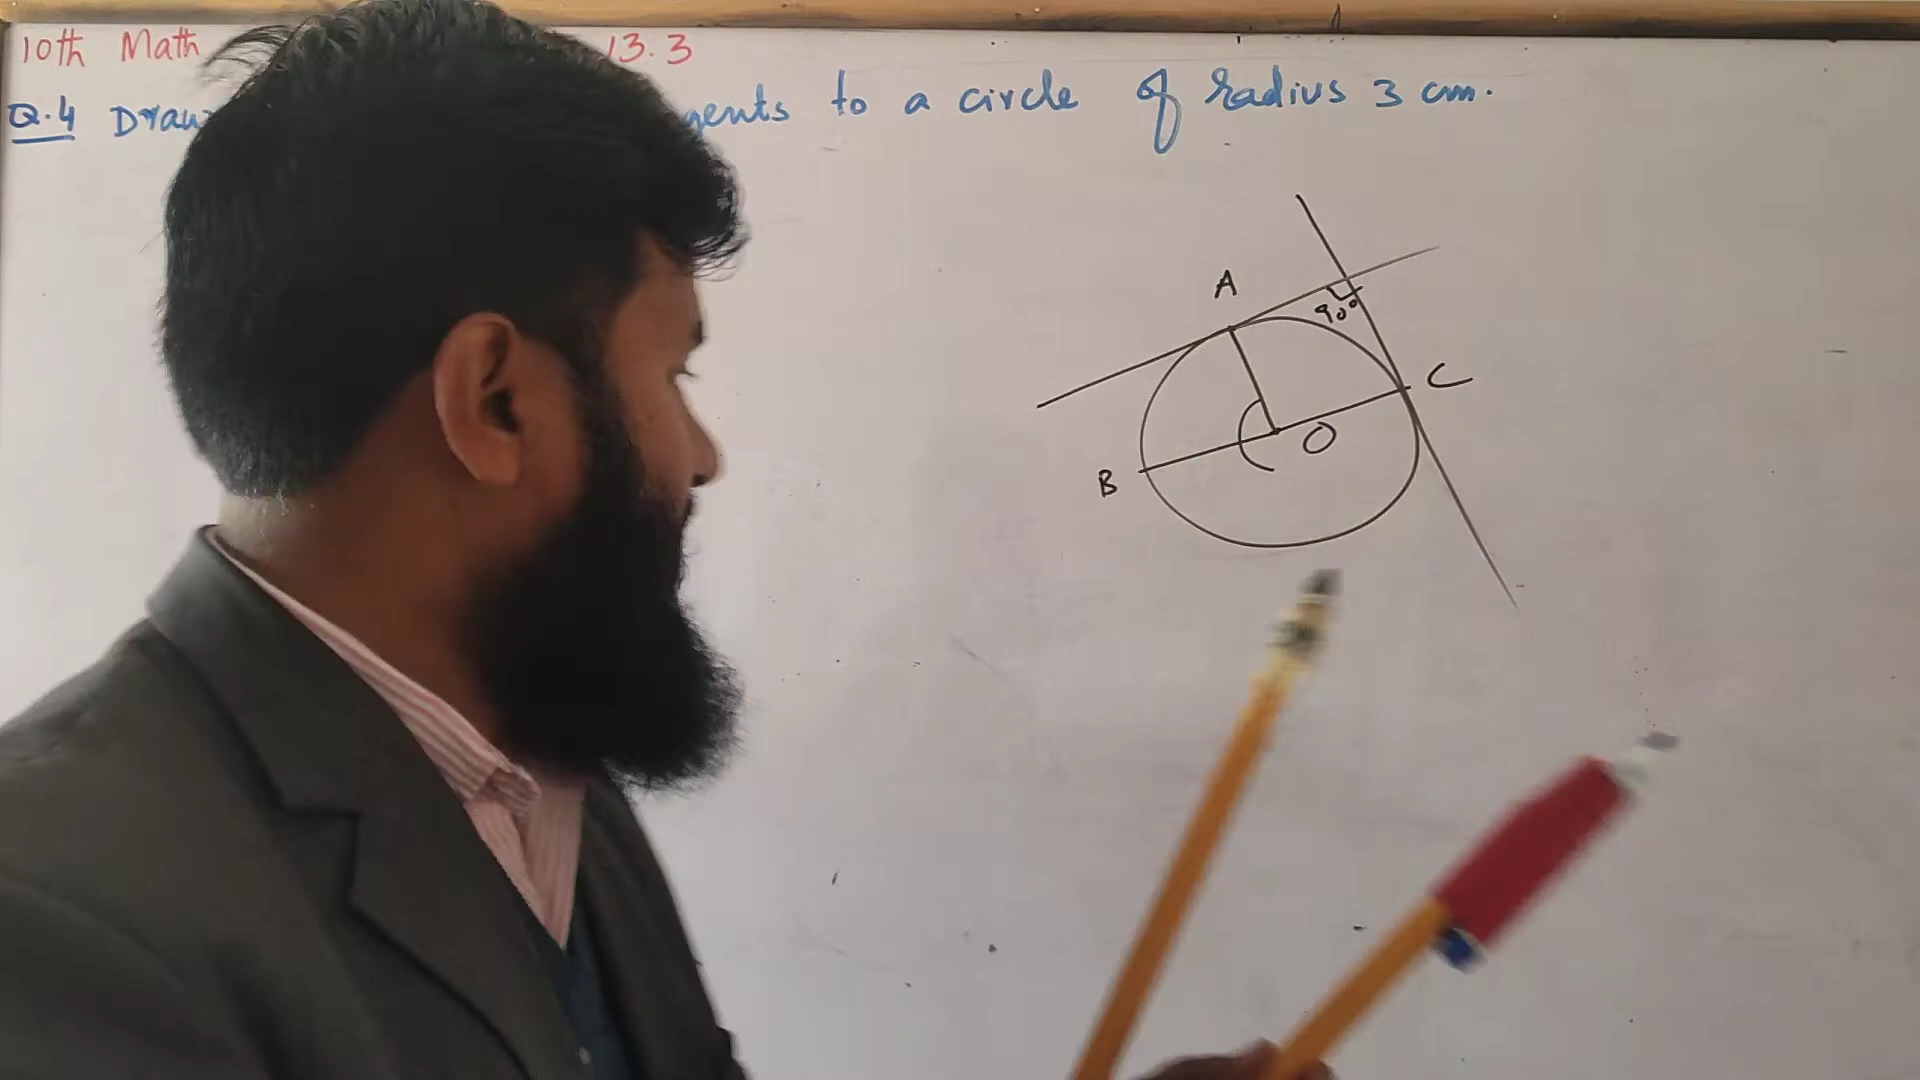 10th Math 13.3
Q.4 Draw gents to a circle of radius 3 cm.
A
90°
C
O
B